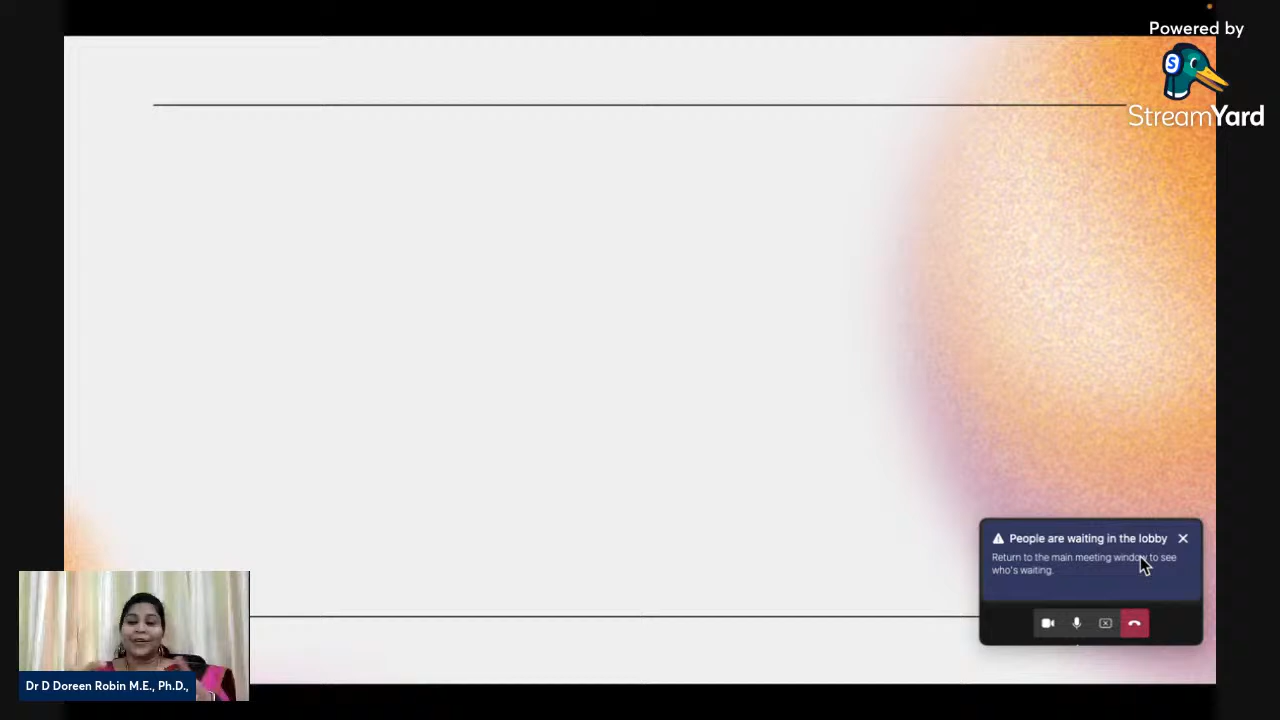 Powered by
StreamYard
People are waiting in the lobby
Return to the main meeting window to see
who's waiting.
Dr D Doreen Robin M.E., Ph.D.,